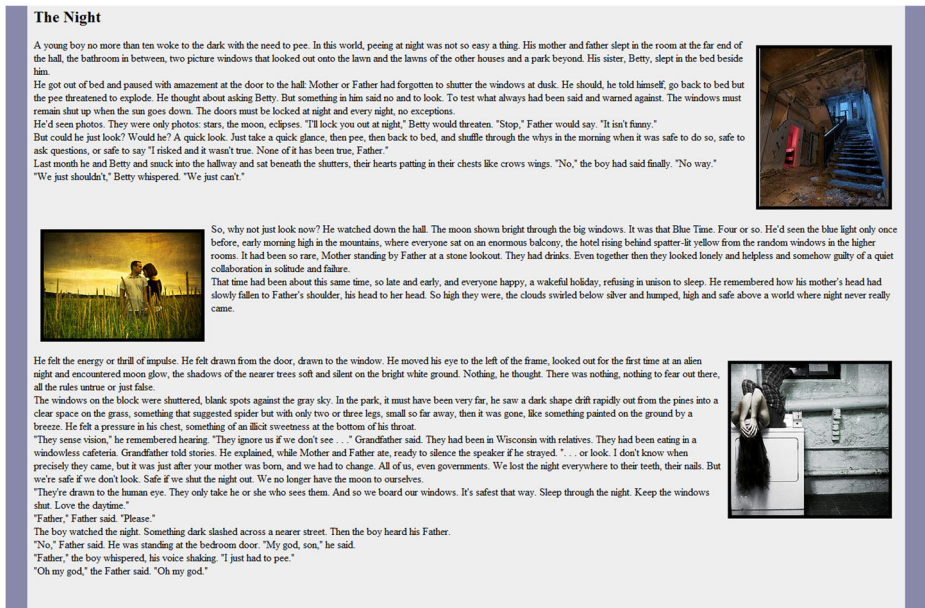 The Night
A young boy no more than ten woke to the dark with the need to pee. In this world, peeing at night was not so easy a thing. His mother and father slept in the room at the far end of
the hall, the bathroom in between, two picture windows that looked out onto the lawn and the lawns of the other houses and a park beyond. His sister, Betty, slept in the bed beside
him.
He got out of bed and paused with amazement at the door to the hall: Mother or Father had forgotten to shutter the windows at dusk. He should, he told himself, go back to bed but
the pee threatened to explode. He thought about asking Betty. But something in him said no and to look. To test what always had been said and warned against. The windows must
remain shut up when the sun goes down. The doors must be locked at night and every night, no exceptions.
He'd seen photos. They were only photos: stars, the moon, eclipses. "I'll lock you out at night," Betty would threaten. "Stop," Father would say. "It isn't funny."
But could he just look? Would he? A quick look. Just take a quick glance, then pee, then back to bed, and shuffle through the whys in the morning when it was safe to do so, safe to
ask questions, or safe to say "I risked and it wasn't true. None of it has been true, Father."
Last month he and Betty and snuck into the hallway and sat beneath the shutters, their hearts patting in their chests like crows wings. "No," the boy had said finally. "No way."
"We just shouldn't," Betty whispered. "We just can't."
So, why not just look now? He watched down the hall. The moon shown bright through the big windows. It was that Blue Time. Four or so. He'd seen the blue light only once
before, early morning high in the mountains, where everyone sat on an enormous balcony, the hotel rising behind spatter-lit yellow from the random windows in the higher
rooms. It had been so rare, Mother standing by Father at a stone lookout. They had drinks. Even together then they looked lonely and helpless and somehow guilty of a quiet
collaboration in solitude and failure.
That time had been about this same time, so late and early, and everyone happy, a wakeful holiday, refusing in unison to sleep. He remembered how his mother's head had
slowly fallen to Father's shoulder, his head to her head. So high they were, the clouds swirled below silver and humped, high and safe above a world where night never really
came.
He felt the energy or thrill of impulse. He felt drawn from the door, drawn to the window. He moved his eye to the left of the frame, looked out for the first time at an alien
night and encountered moon glow, the shadows of the nearer trees soft and silent on the bright white ground. Nothing, he thought. There was nothing, nothing to fear out there,
all the rules untrue or just false.
The windows on the block were shuttered, blank spots against the gray sky. In the park, it must have been very far, he saw a dark shape drift rapidly out from the pines into a
clear space on the grass, something that suggested spider but with only two or three legs, small so far away, then it was gone, like something painted on the ground by a
breeze. He felt a pressure in his chest, something of an illicit sweetness at the bottom of his throat.
"They sense vision," he remembered hearing. "They ignore us if we don't see . . ." Grandfather said. They had been in Wisconsin with relatives. They had been eating in a
windowless cafeteria. Grandfather told stories. He explained, while Mother and Father ate, ready to silence the speaker if he strayed. ". . . or look. I don't know when
precisely they came, but it was just after your mother was born, and we had to change. All of us, even governments. We lost the night everywhere to their teeth, their nails. But
we're safe if we don't look. Safe if we shut the night out. We no longer have the moon to ourselves.
"They're drawn to the human eye. They only take he or she who sees them. And so we board our windows. It's safest that way. Sleep through the night. Keep the windows
shut. Love the daytime."
"Father," Father said. "Please."
The boy watched the night. Something dark slashed across a nearer street. Then the boy heard his Father.
"No," Father said. He was standing at the bedroom door. "My god, son," he said.
"Father," the boy whispered, his voice shaking. "I just had to pee."
"Oh my god," the Father said. "Oh my god."